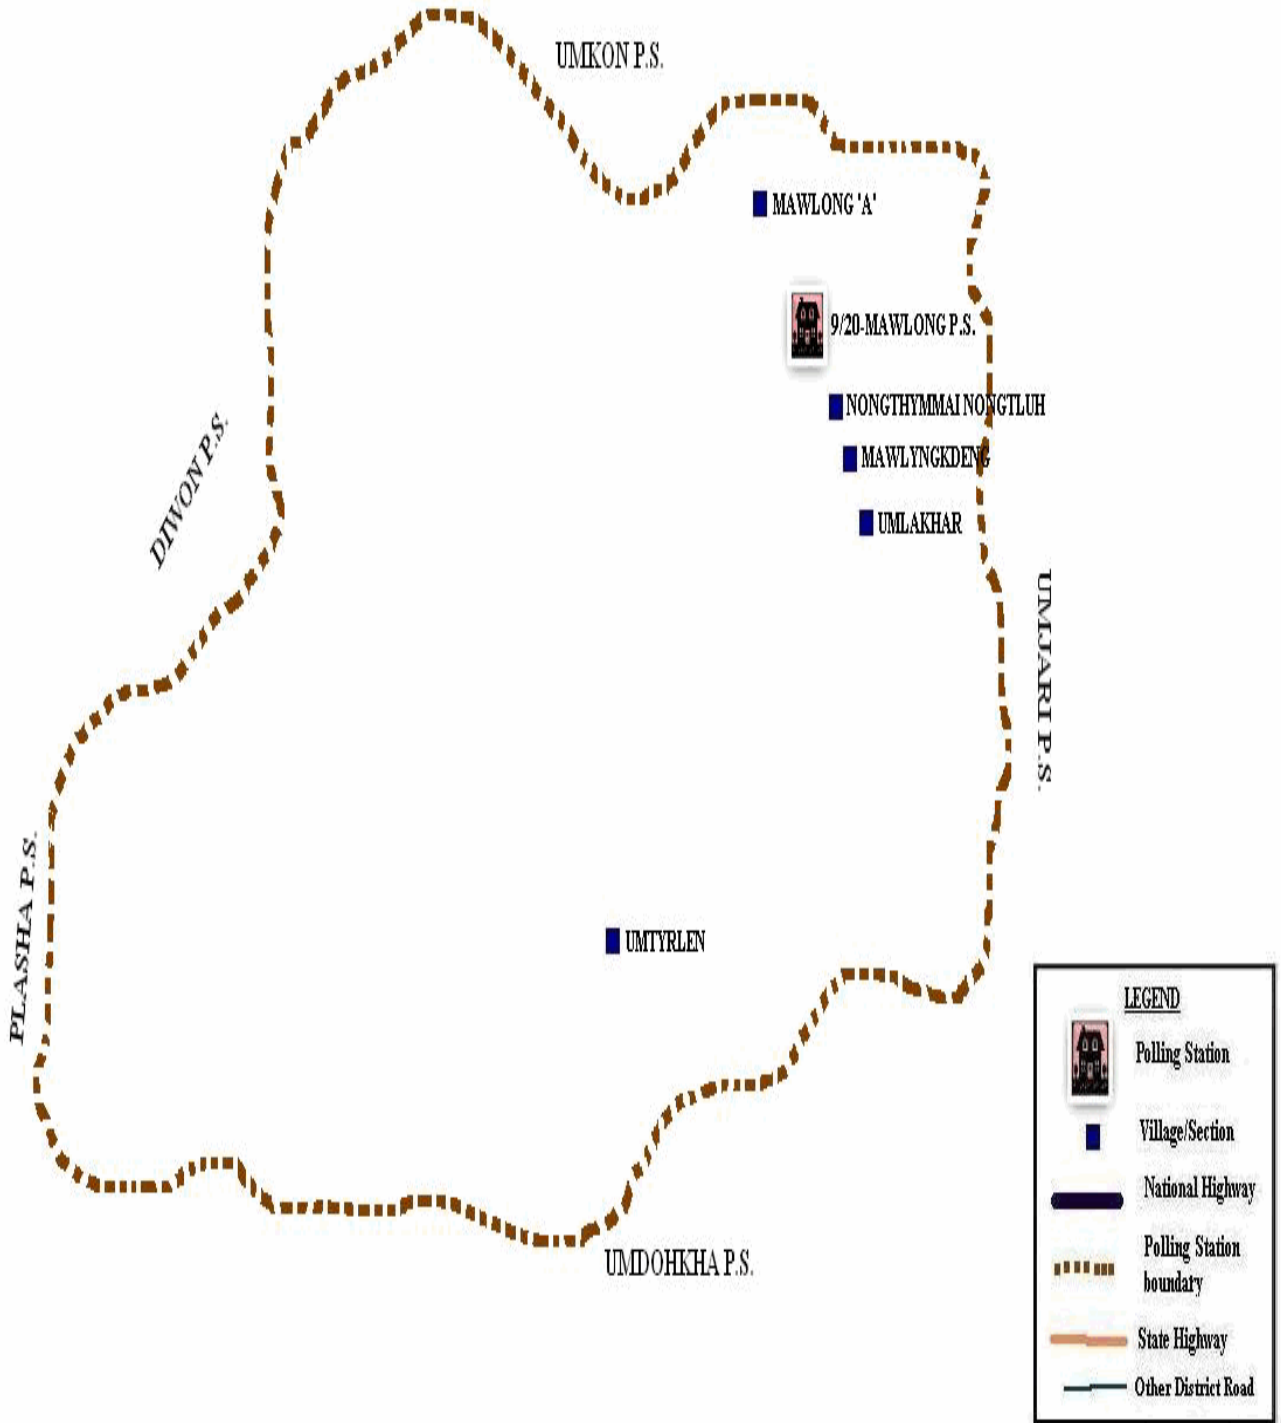 UMKON P.S.
MAWLONG 'A'
9/20-MAWLONG P.S.
NONGTHYMMAI NONGTLUH
MAWLYNGKDENG
DIWON P.S.
UMLAKHAR
UMJARI P.S.
PLASHA P.S.
UMTYRLEN
UMDOHKHA P.S.
LEGEND
Polling Station
Village/Section
National Highway
Polling Station
boundary
State Highway
Other District Road